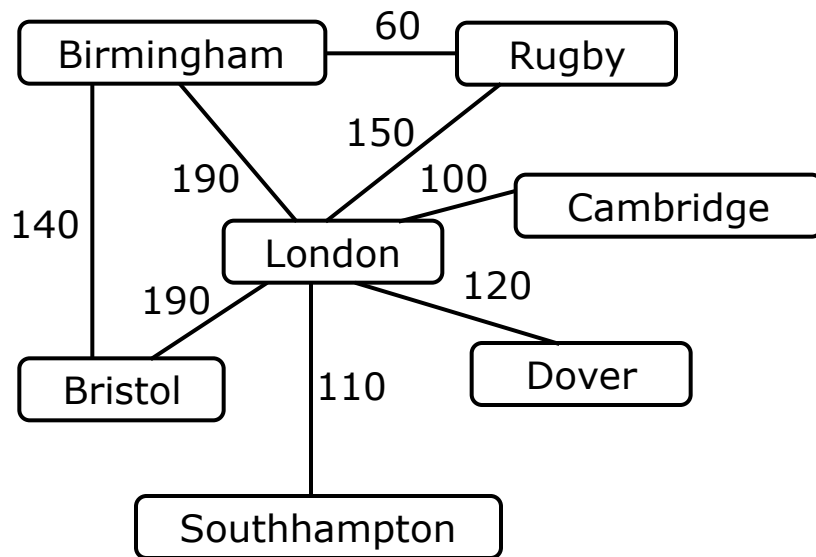 60
Birmingham
Rugby
150
190
100
Cambridge
140
London
120
190
Dover
Bristol
110
Southhampton